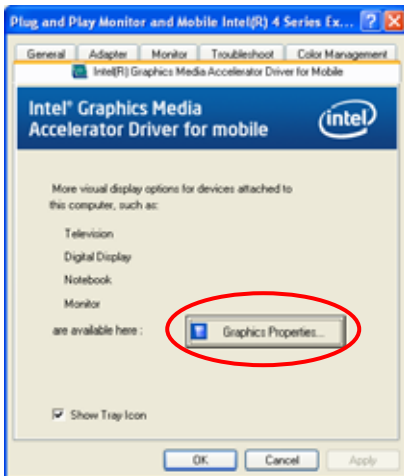 Plug and Play Monitor and Mobile Intel(R) 4 Series Ex...
General Adapter Monitor Troubleshoot Color Management
Intel(R) Graphics Media Accelerator Driver for Mobile
Intel® Graphics Media
Accelerator Driver for mobile
intel
More visual display options for devices attached to
this computer, such as:
Television
Digital Display
Notebook
Monitor
are available here :
Graphics Properties...
Show Tray Icon
OK Cancel Apply